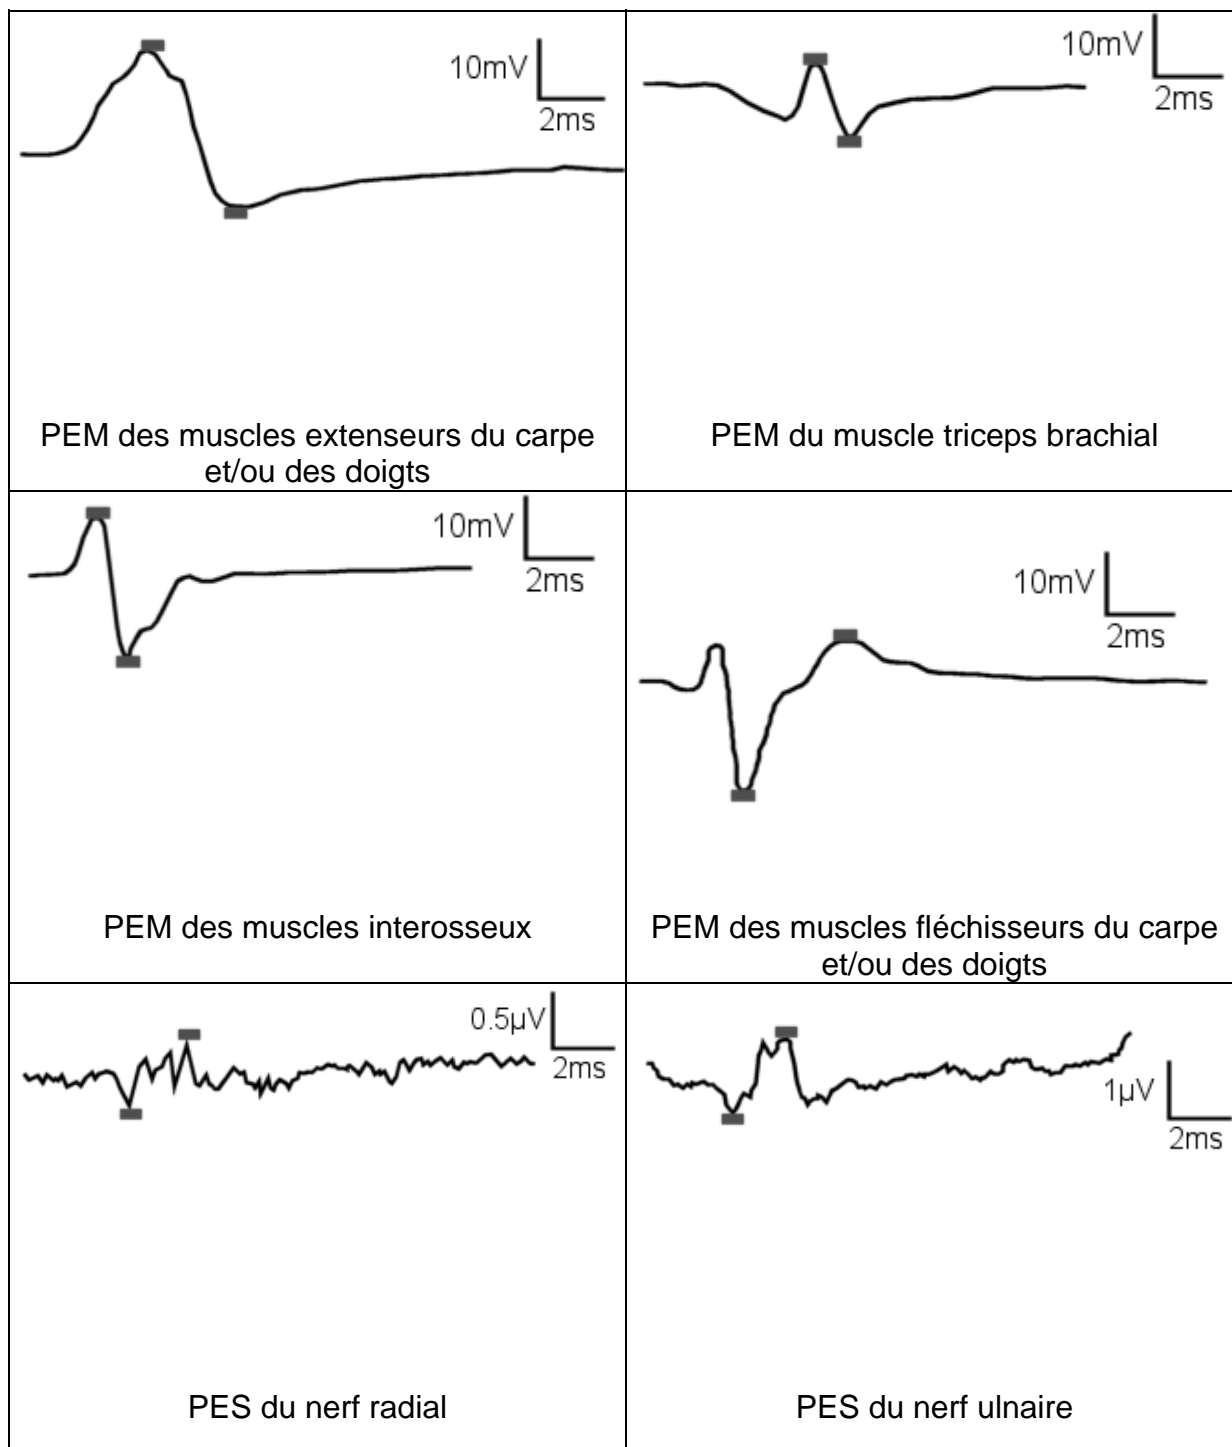 10mV
2ms
PEM des muscles extenseurs du carpe
et/ou des doigts
10mV
2ms
PEM du muscle triceps brachial
10mV
2ms
PEM des muscles interosseux
10mV
2ms
PEM des muscles fléchisseurs du carpe
et/ou des doigts
0.5µV
2ms
PES du nerf radial
1µV
2ms
PES du nerf ulnaire